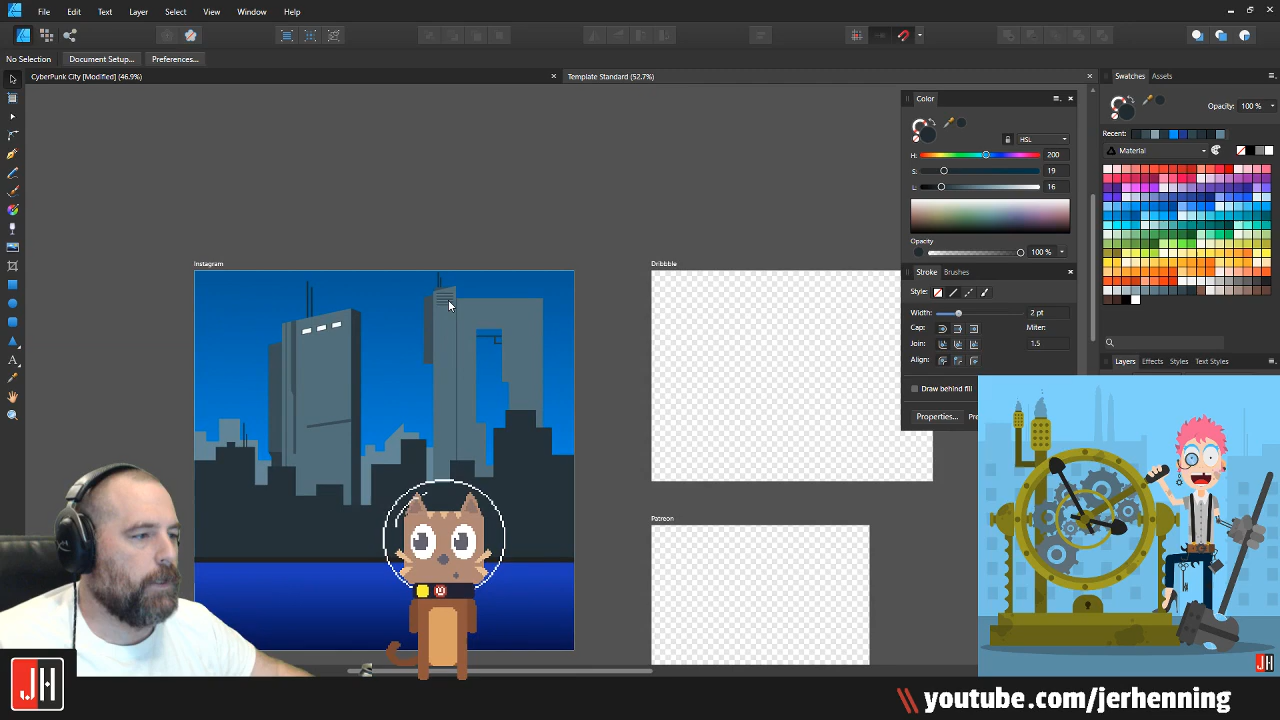 File Edit Text Layer Select View Window Help
No Selection Document Setup... Preferences...
CyberPunk City [Modified] (46.9%) Template Standard (52.7%)
Swatches Assets
Color
Opacity: 100 %
HSL
Recent:
Material
H: 200
S: 19
L: 16
Opacity
100 %
Instagram
Dribbble
Stroke Brushes
Style:
Width: 2 pt
Cap: Miter:
Join: 1.5
Align:
Layers Effects Styles Text Styles
Draw behind fill
Properties...
Patreon
JH
JH
\\ youtube.com/jerhenning